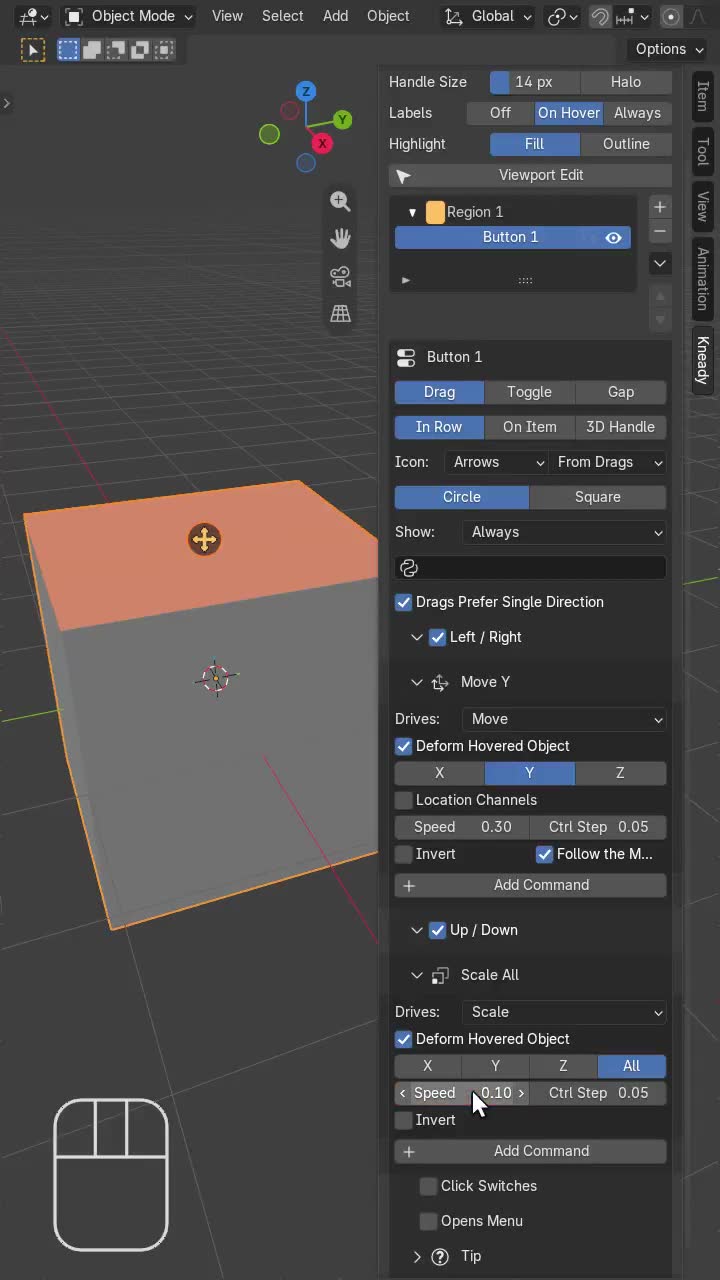 Object Mode View Select Add Object Global
Options
Handle Size 14 px Halo
Labels Off On Hover Always
Highlight Fill Outline
Viewport Edit
Region 1
Button 1
Button 1
Drag Toggle Gap
In Row On Item 3D Handle
Icon: Arrows From Drags
Circle Square
Show: Always
Drags Prefer Single Direction
Left / Right
Move Y
Drives: Move
Deform Hovered Object
X Y Z
Location Channels
Speed 0.30 Ctrl Step 0.05
Invert Follow the M...
Add Command
Up / Down
Scale All
Drives: Scale
Deform Hovered Object
X Y Z All
Speed 0.10 Ctrl Step 0.05
Invert
Add Command
Click Switches
Opens Menu
Tip
Item
Tool
View
Animation
Kneady
Z
Y
X